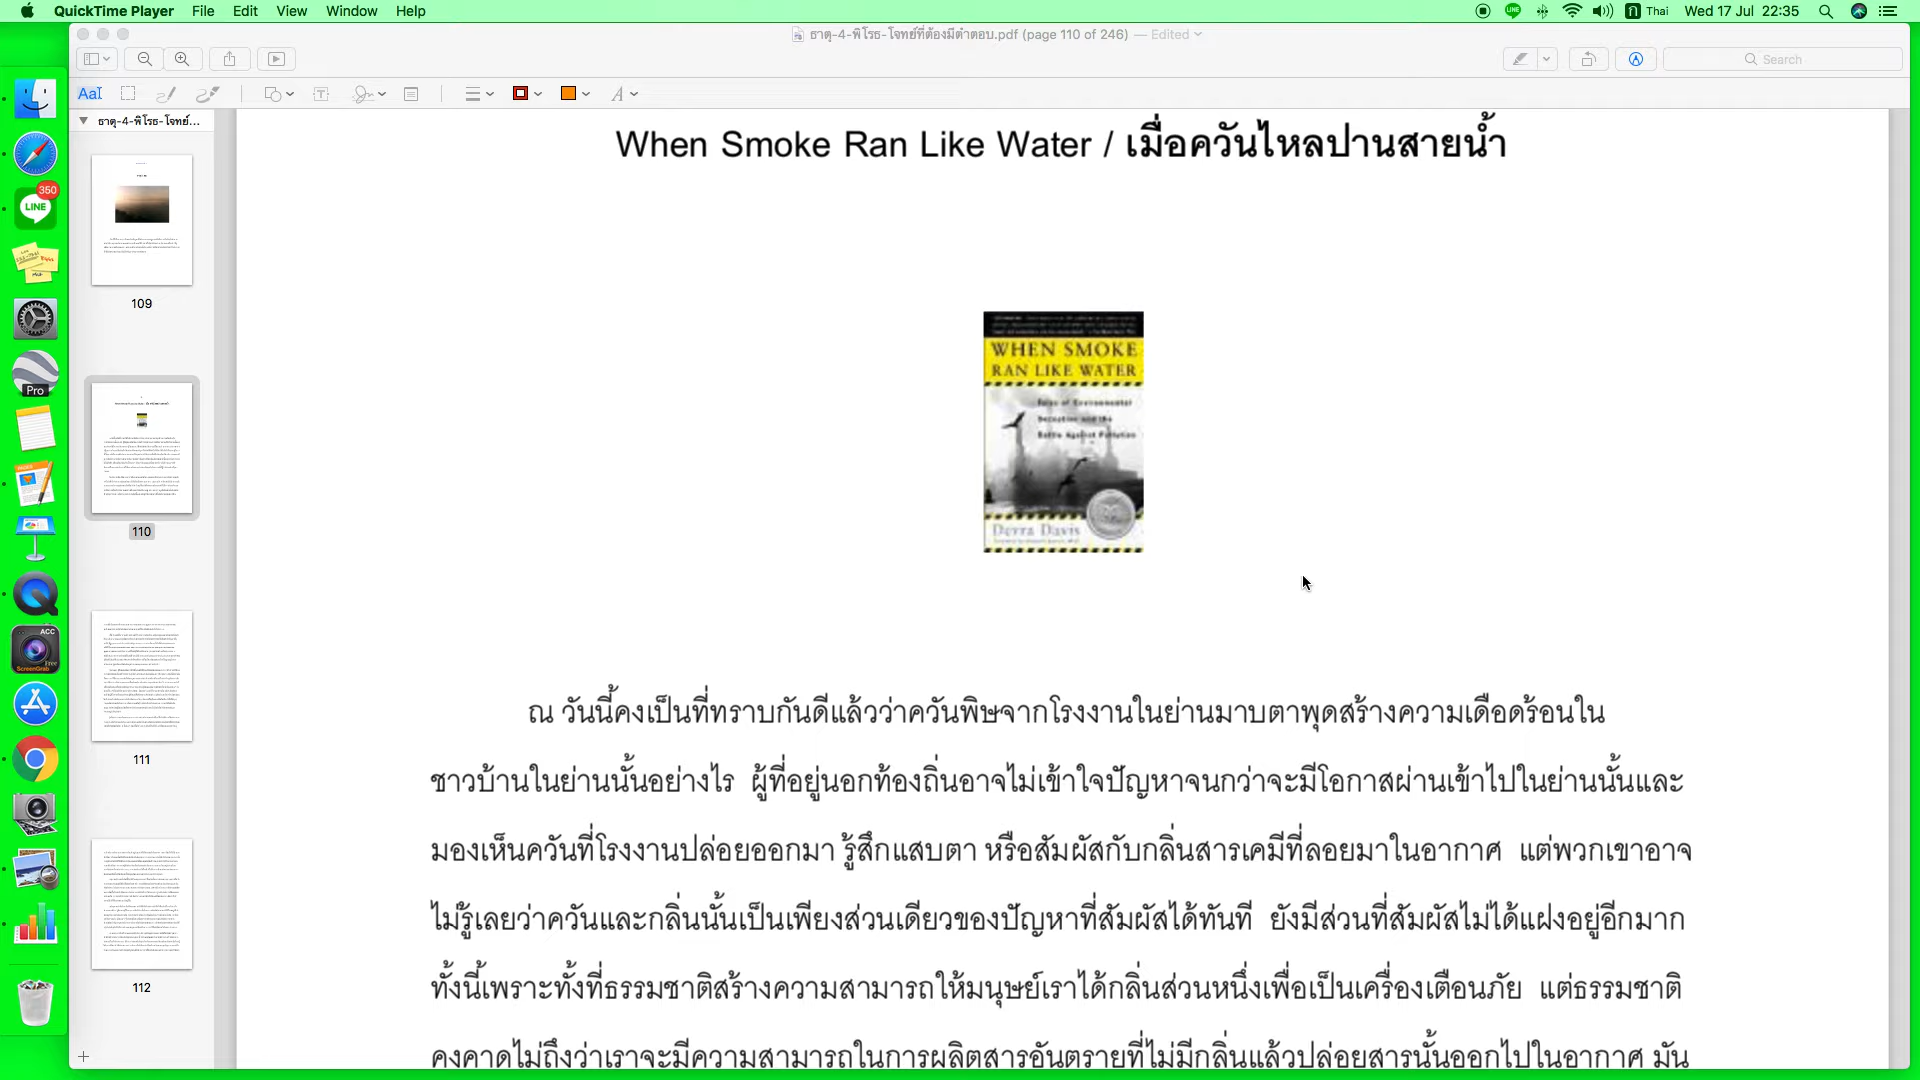 QuickTime Player File Edit View Window Help
Thai Wed 17 Jul 22:35
ธาตุ-4-พิโรธ-โจทย์ที่ต้องมีคำตอบ.pdf (page 110 of 246) — Edited
Search
ธาตุ-4-พิโรธ-โจทย์...
109
110
111
112
350
LINE
Pro
PAGES
ACC
ScreenGrab
Free
When Smoke Ran Like Water / เมื่อควันไหลปานสายน้ำ
WHEN SMOKE
RAN LIKE WATER
Tales of Environmental
Deception and the
Battle Against Pollution
Devra Davis
ณ วันนี้คงเป็นที่ทราบกันดีแล้วว่าควันพิษจากโรงงานในย่านมาบตาพุดสร้างความเดือดร้อนใน
ชาวบ้านในย่านนั้นอย่างไร ผู้ที่อยู่นอกท้องถิ่นอาจไม่เข้าใจปัญหาจนกว่าจะมีโอกาสผ่านเข้าไปในย่านนั้นและ
มองเห็นควันที่โรงงานปล่อยออกมา รู้สึกแสบตา หรือสัมผัสกับกลิ่นสารเคมีที่ลอยมาในอากาศ แต่พวกเขาอาจ
ไม่รู้เลยว่าควันและกลิ่นนั้นเป็นเพียงส่วนเดียวของปัญหาที่สัมผัสได้ทันที ยังมีส่วนที่สัมผัสไม่ได้แฝงอยู่อีกมาก
ทั้งนี้เพราะทั้งที่ธรรมชาติสร้างความสามารถให้มนุษย์เราได้กลิ่นส่วนหนึ่งเพื่อเป็นเครื่องเตือนภัย แต่ธรรมชาติ
คงคาดไม่ถึงว่าเราจะมีความสามารถในการผลิตสารอันตรายที่ไม่มีกลิ่นแล้วปล่อยสารนั้นออกไปในอากาศ มัน